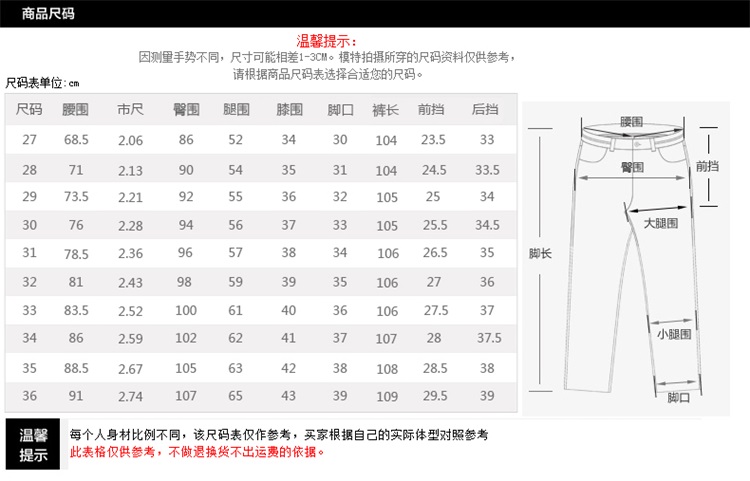 商品尺码
温馨提示:
因测量手势不同，尺寸可能相差1-3CM。模特拍摄所穿的尺码资料仅供参考，
请根据商品尺码表选择合适您的尺码。
尺码表单位:cm
尺码 腰围 市尺 臀围 腿围 膝围 脚口 裤长 前挡 后挡
27 68.5 2.06 86 52 34 30 104 23.5 33
28 71 2.13 90 54 35 31 104 24.5 33.5
29 73.5 2.21 92 55 36 32 105 25 34
30 76 2.28 94 56 37 33 105 25.5 34.5
31 78.5 2.36 96 57 38 34 106 26.5 35
32 81 2.43 98 59 39 35 106 27 36
33 83.5 2.52 100 61 40 36 106 27.5 37
34 86 2.59 102 62 41 37 107 28 37.5
35 88.5 2.67 105 63 42 38 108 28.5 38
36 91 2.74 107 65 43 39 109 29.5 39
腰围
臀围
前挡
大腿围
脚长
小腿围
脚口
温馨
提示
每个人身材比例不同，该尺码表仅作参考，买家根据自己的实际体型对照参考
此表格仅供参考，不做退换货不出运费的依据。